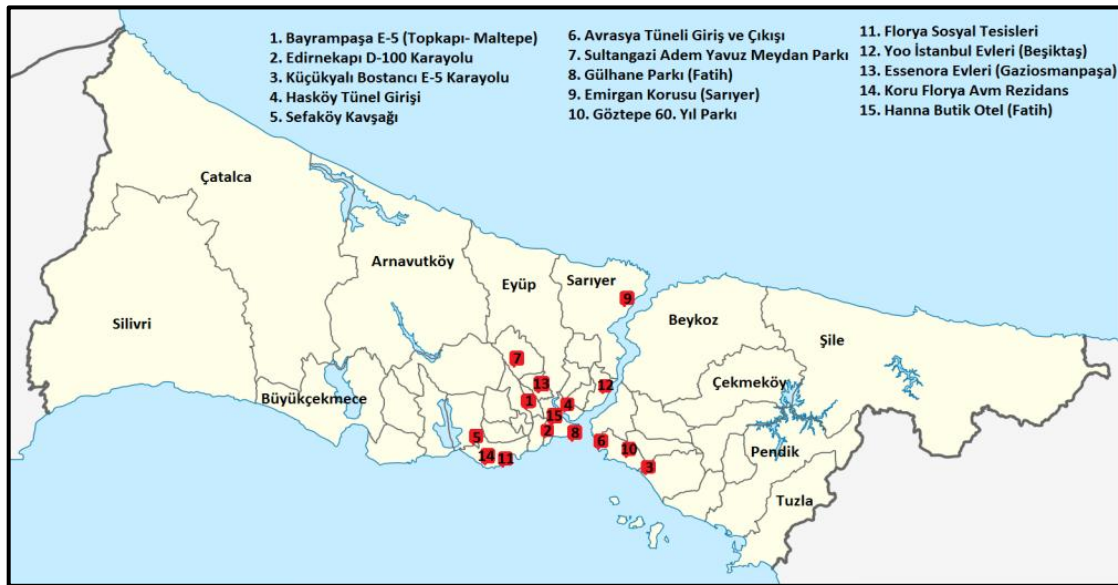 1. Bayrampaşa E-5 (Topkapı- Maltepe)
2. Edirnekapı D-100 Karayolu
3. Küçükyalı Bostancı E-5 Karayolu
4. Hasköy Tünel Girişi
5. Sefaköy Kavşağı
6. Avrasya Tüneli Giriş ve Çıkışı
7. Sultangazi Adem Yavuz Meydan Parkı
8. Gülhane Parkı (Fatih)
9. Emirgan Korusu (Sarıyer)
10. Göztepe 60. Yıl Parkı
11. Florya Sosyal Tesisleri
12. Yoo İstanbul Evleri (Beşiktaş)
13. Essenora Evleri (Gaziosmanpaşa)
14. Koru Florya Avm Rezidans
15. Hanna Butik Otel (Fatih)
Çatalca
Arnavutköy
Eyüp
Sarıyer
9
Beykoz
Silivri
Şile
7
Büyükçekmece
13
12
Çekmeköy
1
4
15
5
2
8
6
10
14
11
3
Pendik
Tuzla